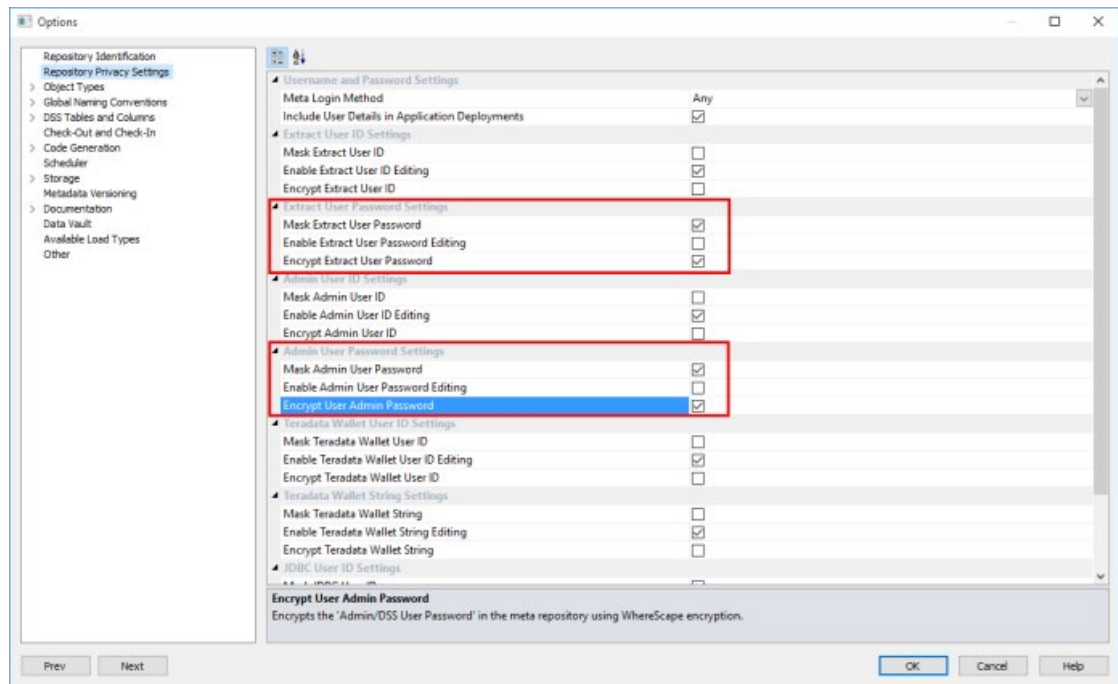 Options
Repository Identification
Repository Privacy Settings
Object Types
Global Naming Conventions
DSS Tables and Columns
Check-Out and Check-In
Code Generation
Scheduler
Storage
Metadata Versioning
Documentation
Data Vault
Available Load Types
Other
Username and Password Settings
Meta Login Method Any
Include User Details in Application Deployments
Extract User ID Settings
Mask Extract User ID
Enable Extract User ID Editing
Encrypt Extract User ID
Extract User Password Settings
Mask Extract User Password
Enable Extract User Password Editing
Encrypt Extract User Password
Admin User ID Settings
Mask Admin User ID
Enable Admin User ID Editing
Encrypt Admin User ID
Admin User Password Settings
Mask Admin User Password
Enable Admin User Password Editing
Encrypt User Admin Password
Teradata Wallet User ID Settings
Mask Teradata Wallet User ID
Enable Teradata Wallet User ID Editing
Encrypt Teradata Wallet User ID
Teradata Wallet String Settings
Mask Teradata Wallet String
Enable Teradata Wallet String Editing
Encrypt Teradata Wallet String
JDBC User ID Settings
Encrypt User Admin Password
Encrypts the 'Admin/DSS User Password' in the meta repository using WhereScape encryption.
Prev Next OK Cancel Help